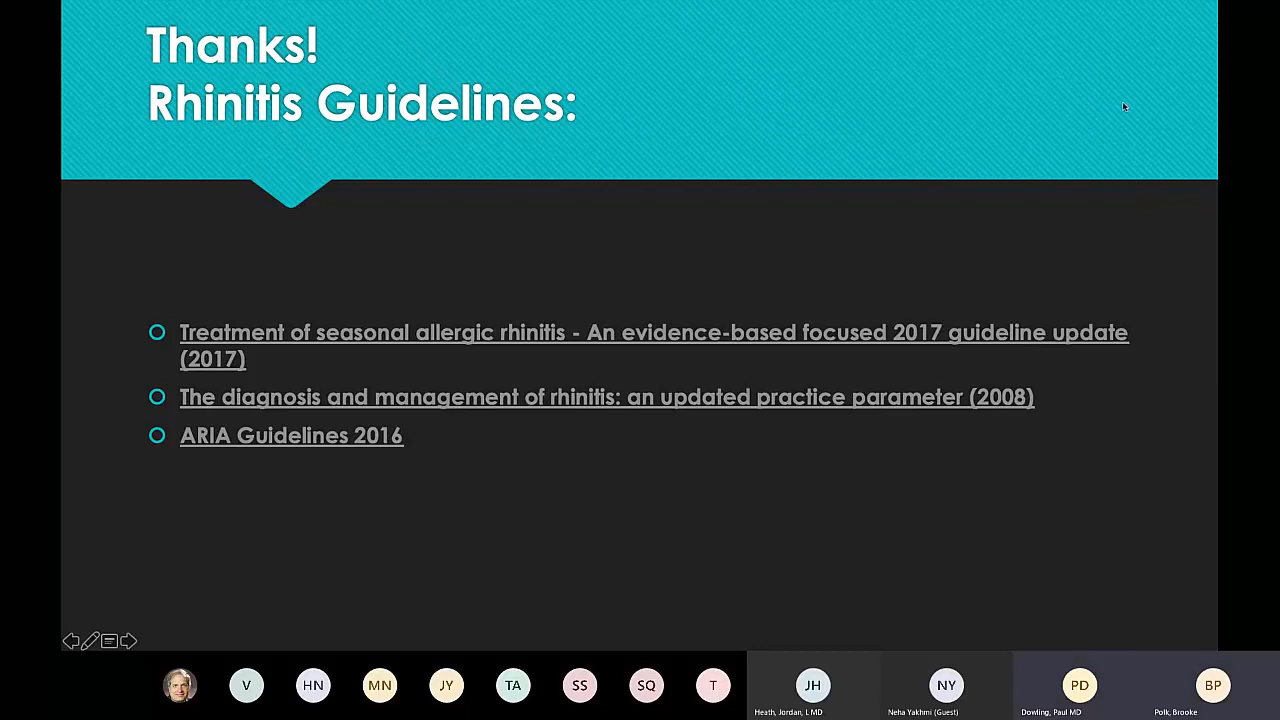 Thanks!
Rhinitis Guidelines:
Treatment of seasonal allergic rhinitis - An evidence-based focused 2017 guideline update
(2017)
The diagnosis and management of rhinitis: an updated practice parameter (2008)
ARIA Guidelines 2016
V
HN
MN
JY
TA
SS
SQ
T
JH
NY
PD
BP
Heath, Jordan, L MD
Neha Yakhmi (Guest)
Dowling, Paul MD
Polk, Brooke